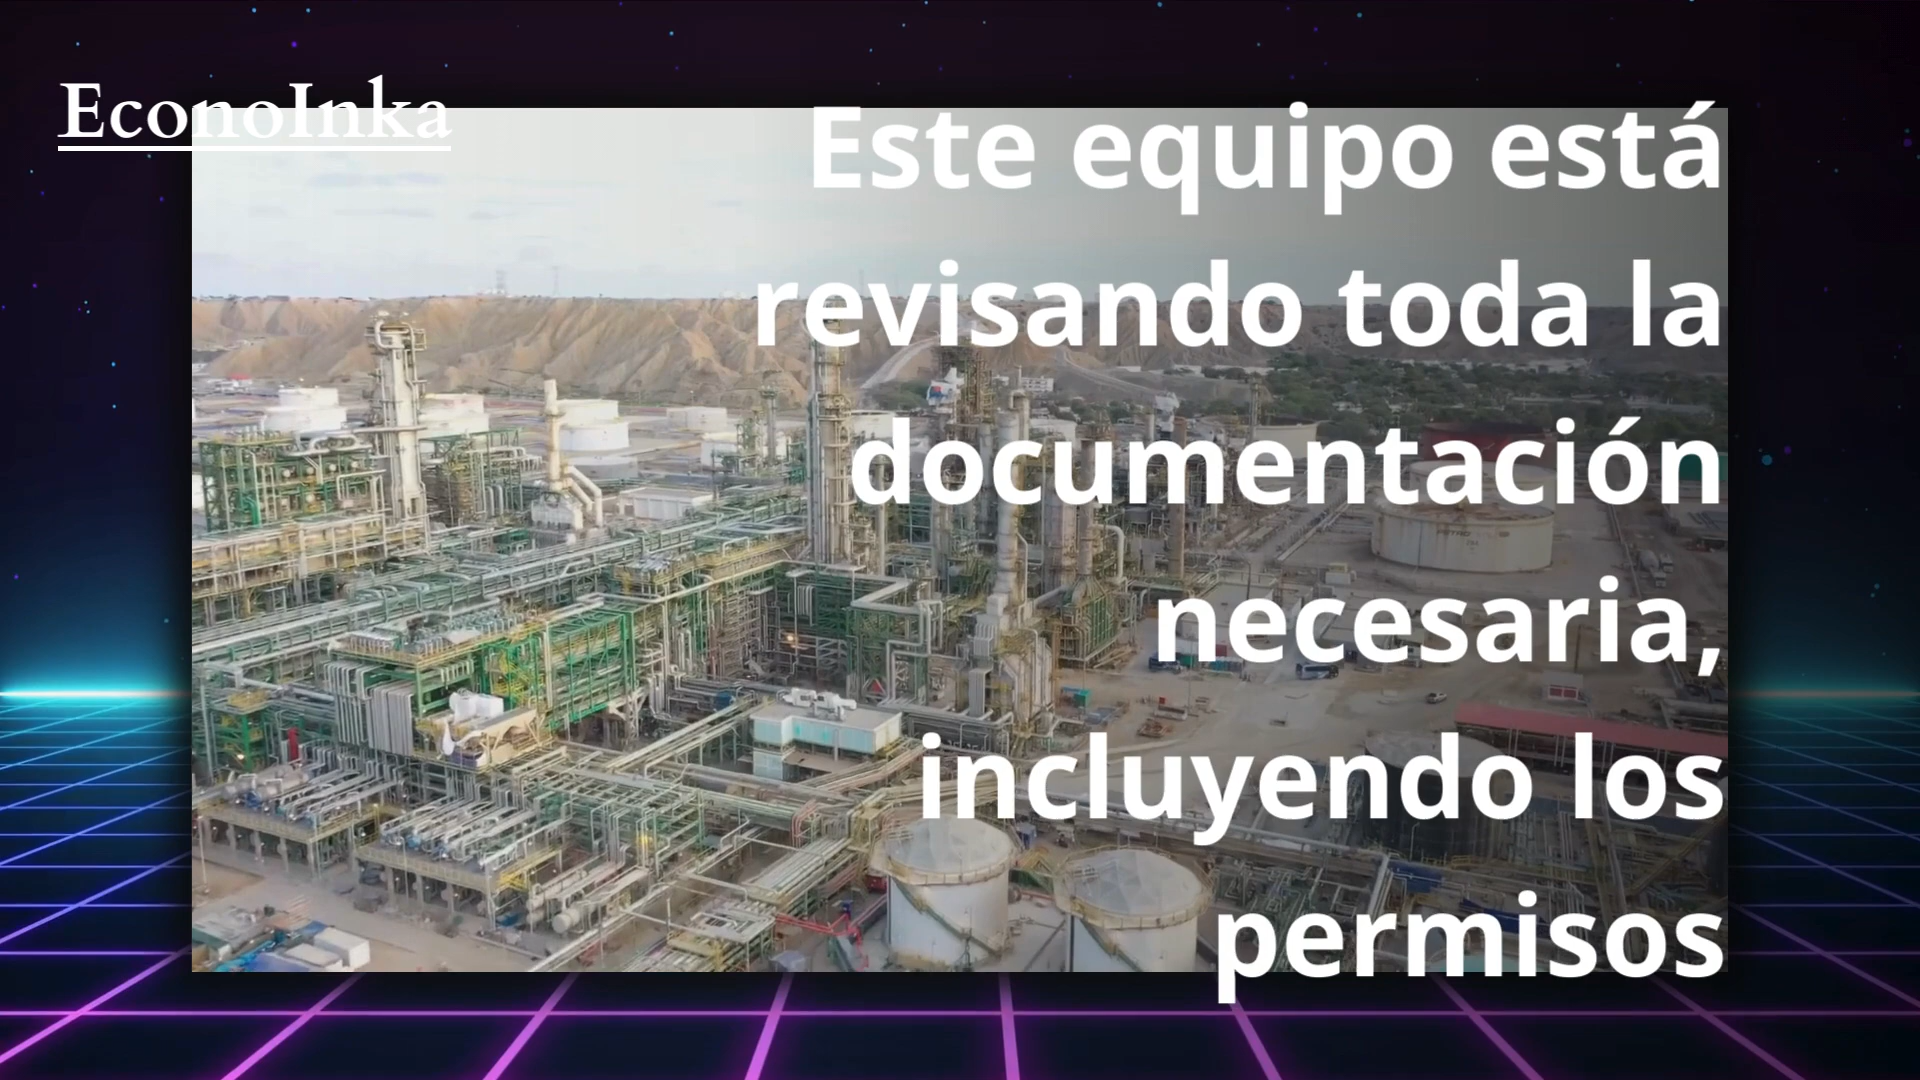 EconoInka
Este equipo está
revisando toda la
documentación
necesaria,
incluyendo los
permisos